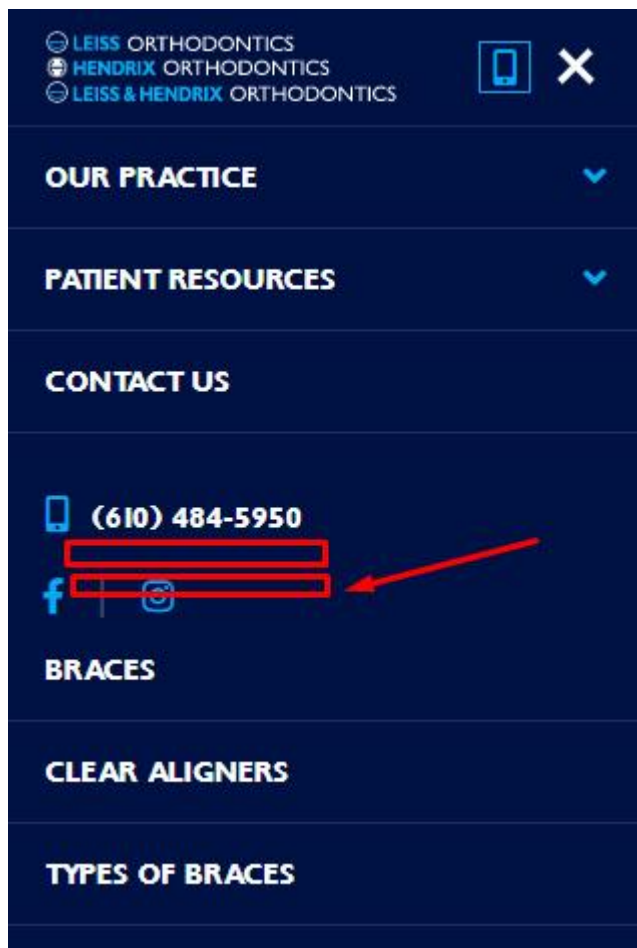 LEISS ORTHODONTICS
HENDRIX ORTHODONTICS
LEISS & HENDRIX ORTHODONTICS
OUR PRACTICE
PATIENT RESOURCES
CONTACT US
(610) 484-5950
BRACES
CLEAR ALIGNERS
TYPES OF BRACES